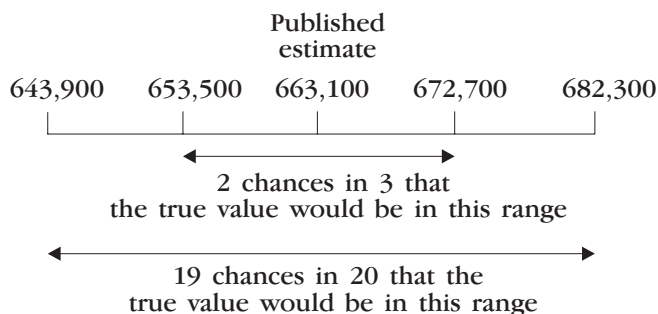 Published
estimate
643,900 653,500 663,100 672,700 682,300
2 chances in 3 that
the true value would be in this range
19 chances in 20 that the
true value would be in this range